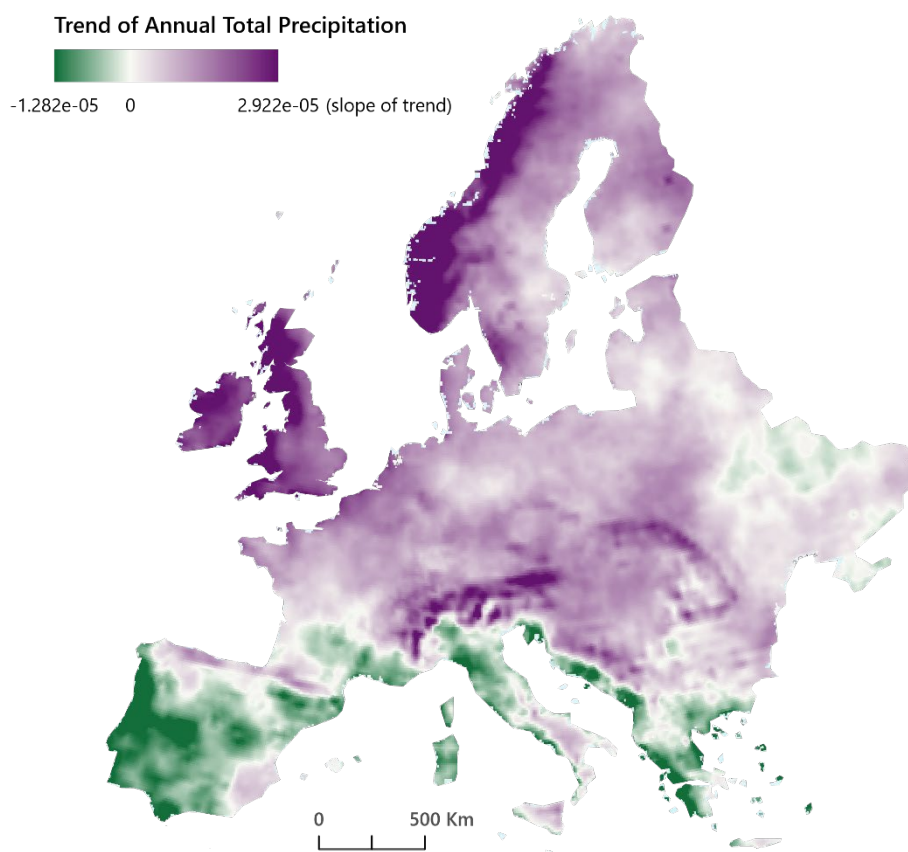 Trend of Annual Total Precipitation
-1.282e-05 0 2.922e-05 (slope of trend)
0 500 Km